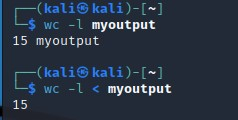 ┌──(kali㉿kali)-[~]
└─$ wc -l myoutput
15 myoutput
┌──(kali㉿kali)-[~]
└─$ wc -l < myoutput
15